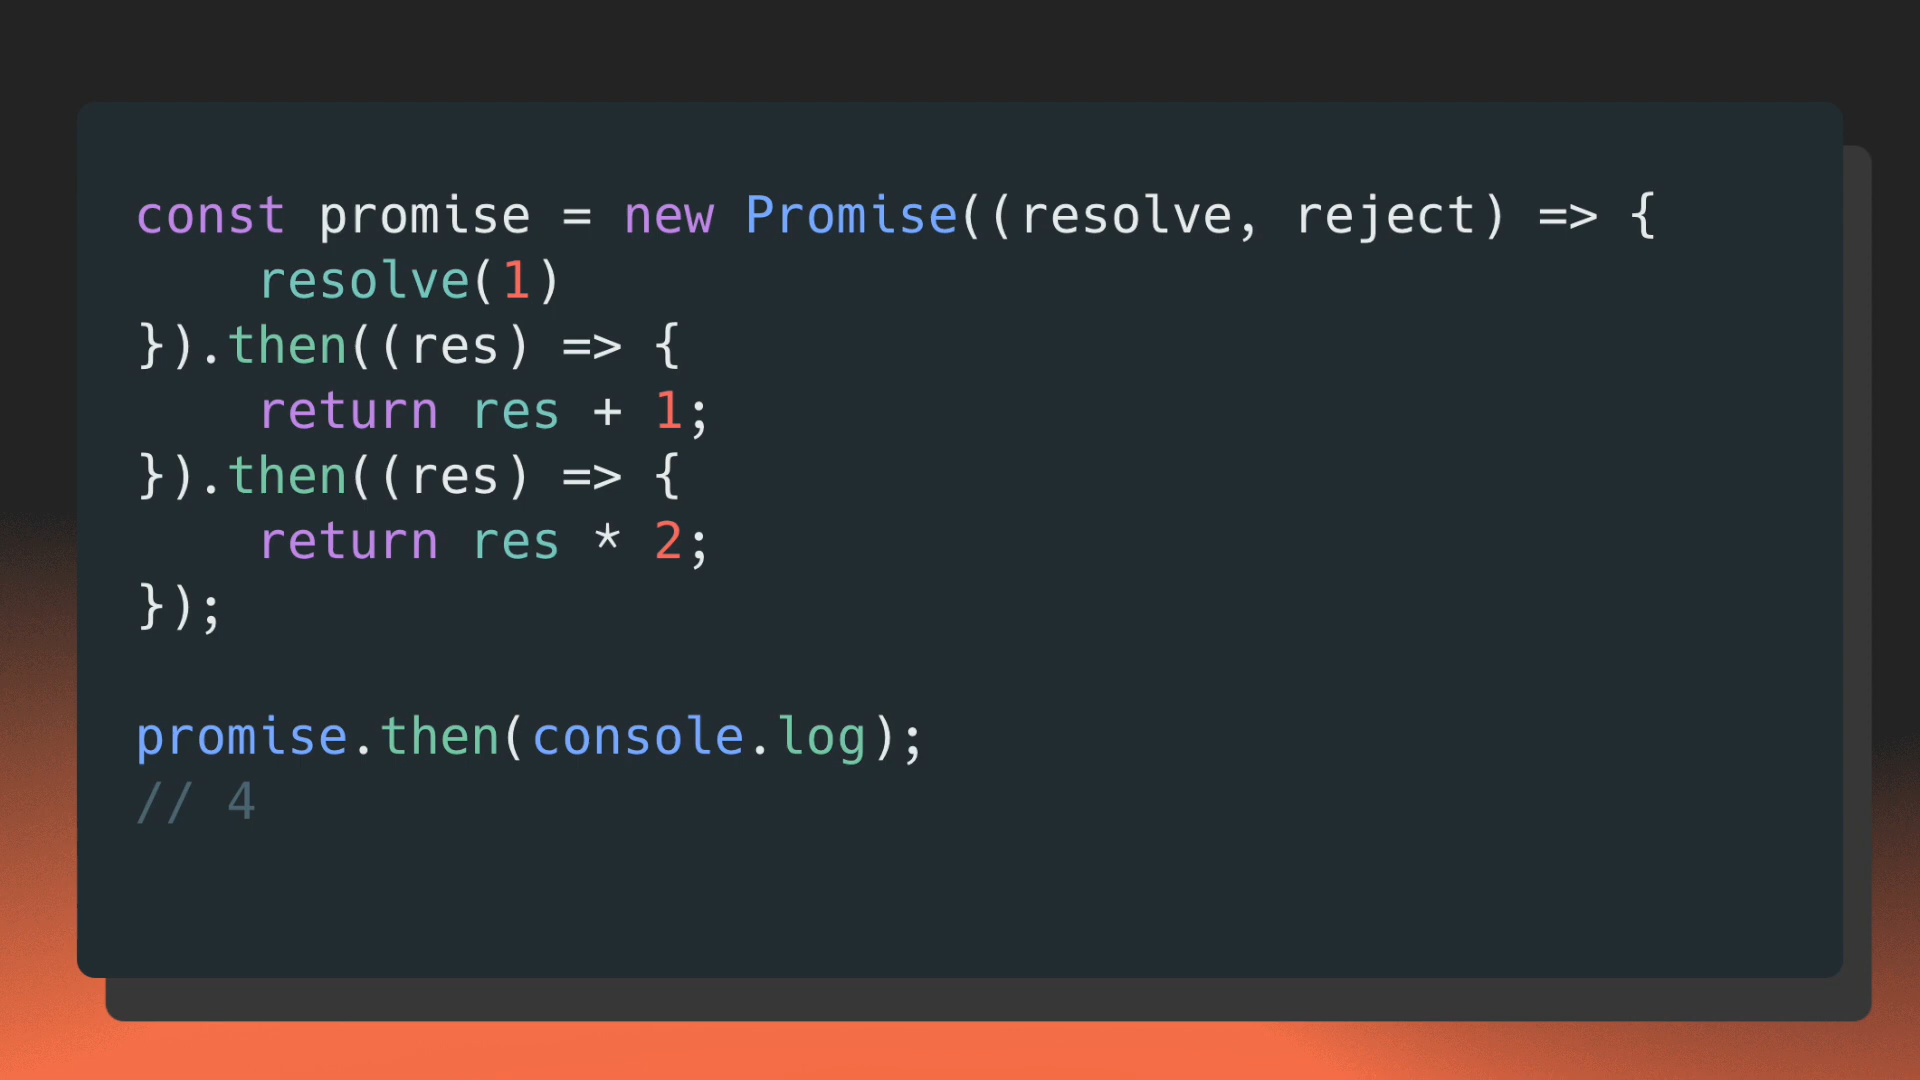 const promise = new Promise((resolve, reject) => {
    resolve(1)
}).then((res) => {
    return res + 1;
}).then((res) => {
    return res * 2;
});

promise.then(console.log);
// 4